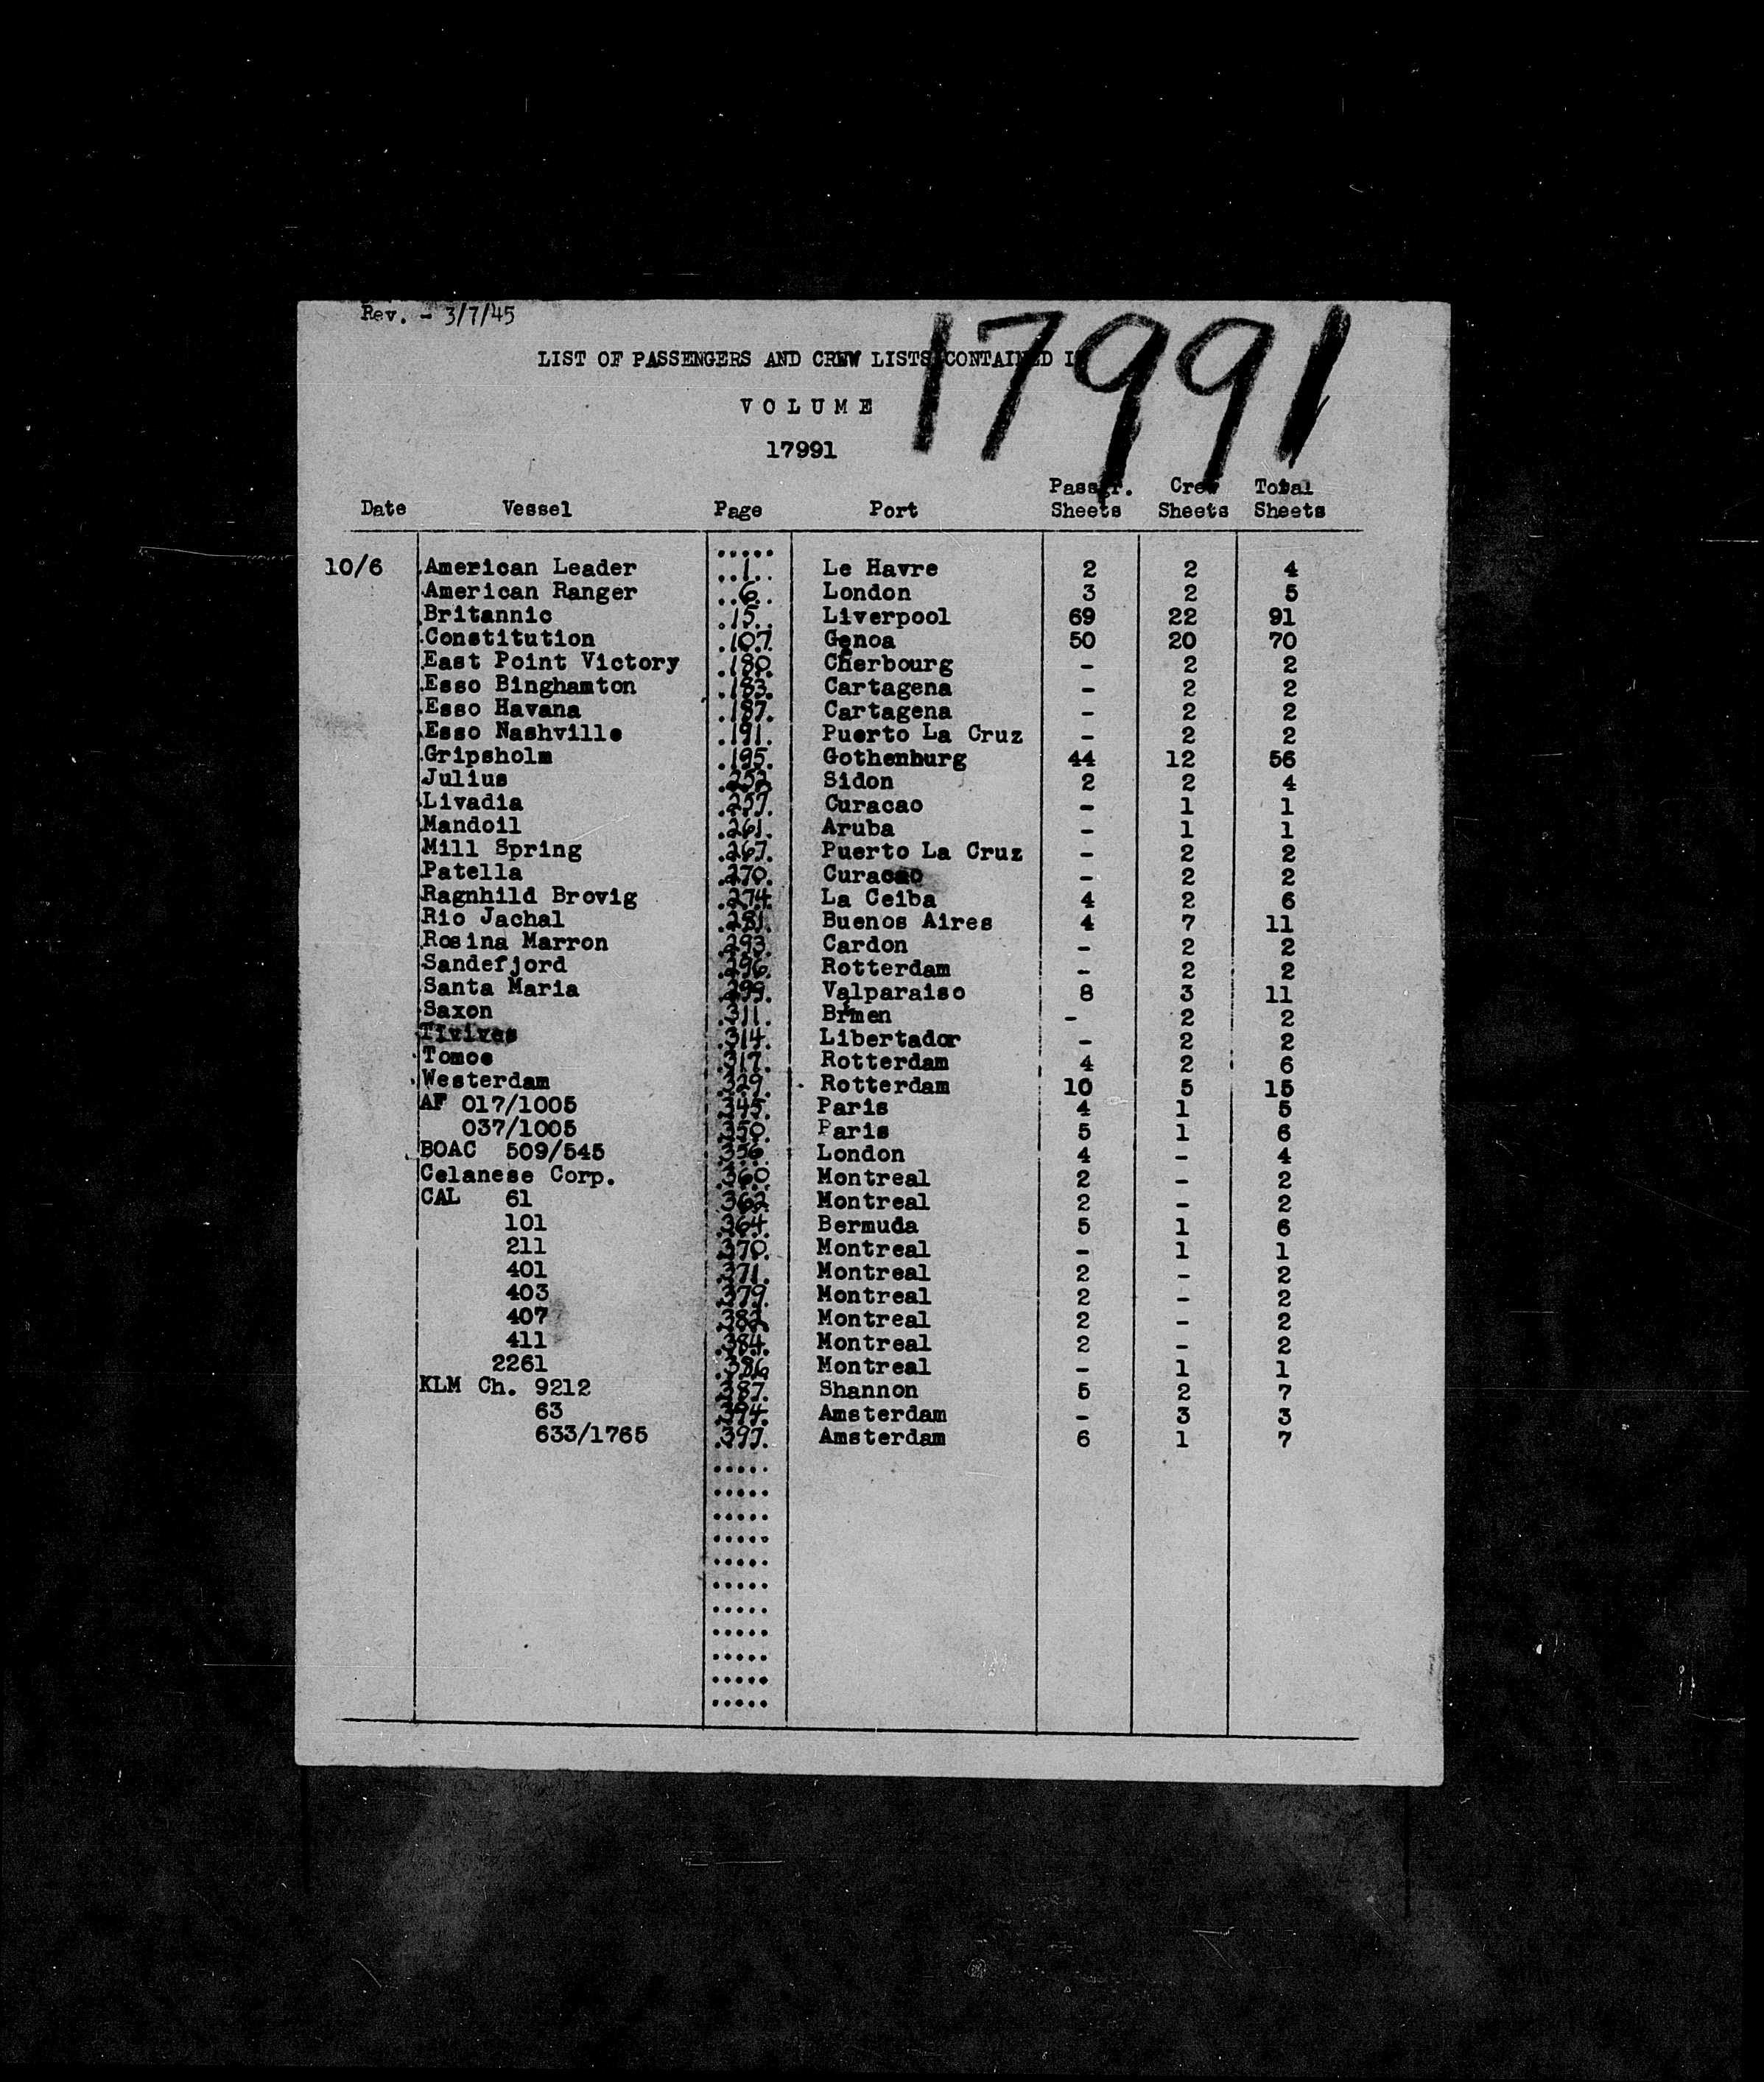 Rev. - 3/7/45
17991
LIST OF PASSENGERS AND CREW LISTS CONTAINED I
VOLUME
17991
Date Vessel Page Port Passgr. Sheets Crew Sheets Total Sheets
10/6 American Leader 1 Le Havre 2 2 4
American Ranger 6 London 3 2 5
Britannic 15 Liverpool 69 22 91
Constitution 107 Genoa 50 20 70
East Point Victory 180 Cherbourg - 2 2
Esso Binghamton 183 Cartagena - 2 2
Esso Havana 187 Cartagena - 2 2
Esso Nashville 191 Puerto La Cruz - 2 2
Gripsholm 195 Gothenburg 44 12 56
Julius 252 Sidon 2 2 4
Livadia 257 Curacao - 1 1
Mandoil 261 Aruba - 1 1
Mill Spring 267 Puerto La Cruz - 2 2
Patella 270 Curacao - 2 2
Ragnhild Brovig 274 La Ceiba 4 2 6
Rio Jachal 281 Buenos Aires 4 7 11
Rosina Marron 293 Cardon - 2 2
Sandefjord 296 Rotterdam - 2 2
Santa Maria 299 Valparaiso 8 3 11
Saxon 311 Bremen - 2 2
Tivives 314 Libertador - 2 2
Tomoe 317 Rotterdam 4 2 6
Westerdam 329 Rotterdam 10 5 15
AF 017/1005 345 Paris 4 1 5
037/1005 350 Paris 5 1 6
BOAC 509/545 356 London 4 - 4
Celanese Corp. 360 Montreal 2 - 2
CAL 61 362 Montreal 2 - 2
101 364 Bermuda 5 1 6
211 370 Montreal - 1 1
401 371 Montreal 2 - 2
403 379 Montreal 2 - 2
407 382 Montreal 2 - 2
411 384 Montreal 2 - 2
2261 386 Montreal - 1 1
KLM Ch. 9212 387 Shannon 5 2 7
63 394 Amsterdam - 3 3
633/1765 397 Amsterdam 6 1 7